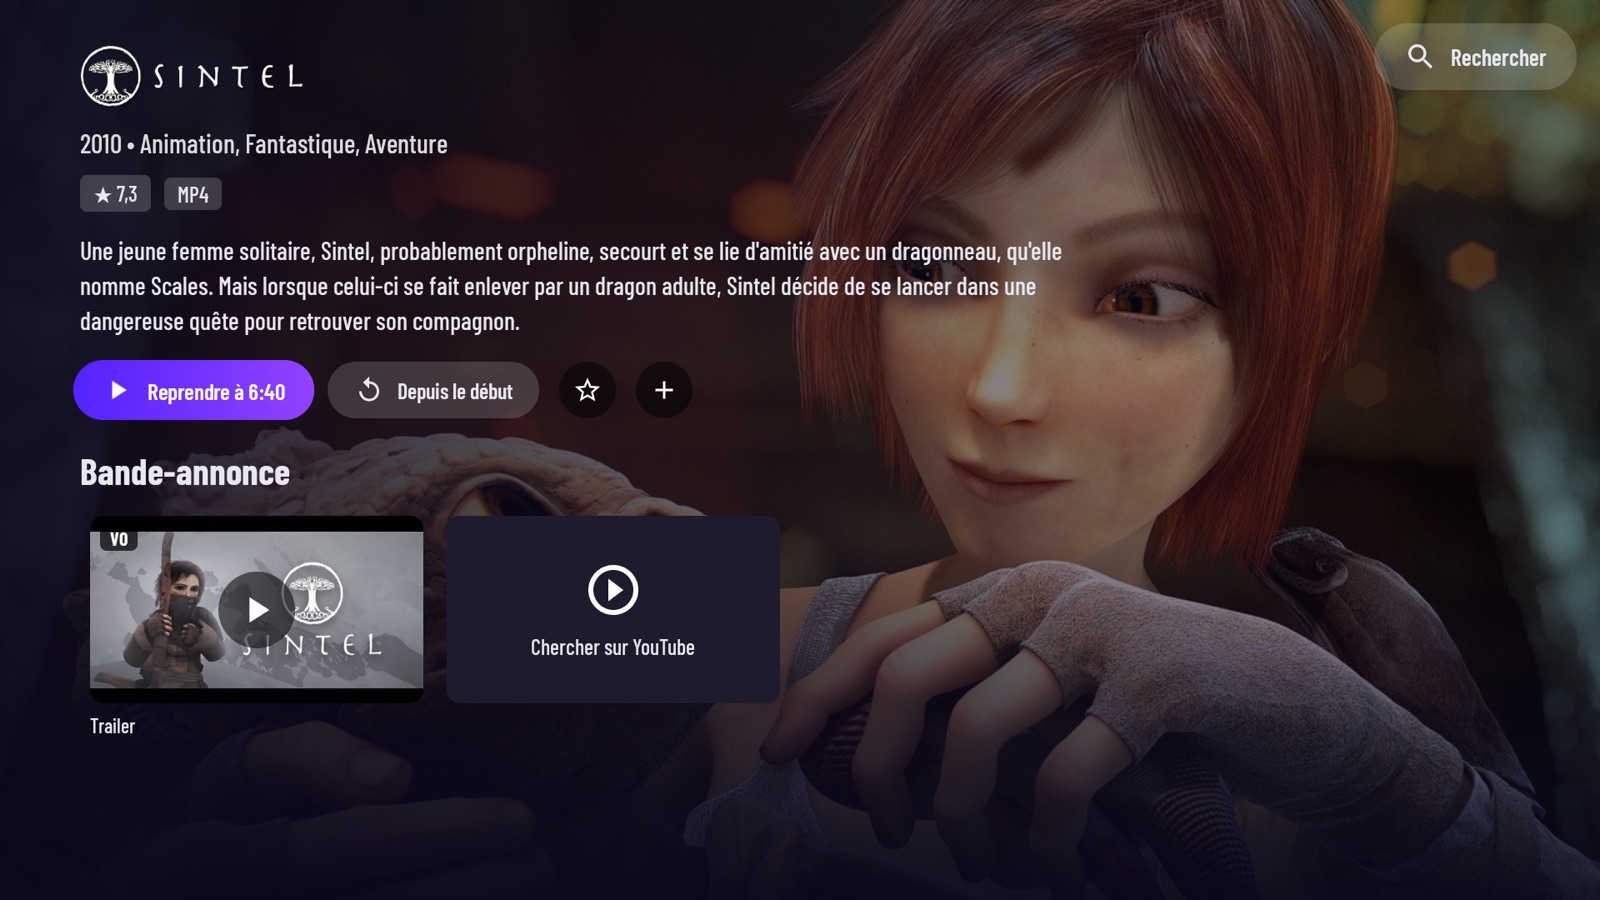 SINTEL
Rechercher
2010 • Animation, Fantastique, Aventure
★ 7,3 MP4
Une jeune femme solitaire, Sintel, probablement orpheline, secourt et se lie d'amitié avec un dragonneau, qu'elle
nomme Scales. Mais lorsque celui-ci se fait enlever par un dragon adulte, Sintel décide de se lancer dans une
dangereuse quête pour retrouver son compagnon.
Reprendre à 6:40
Depuis le début
Bande-annonce
VO
SINTEL
Chercher sur YouTube
Trailer